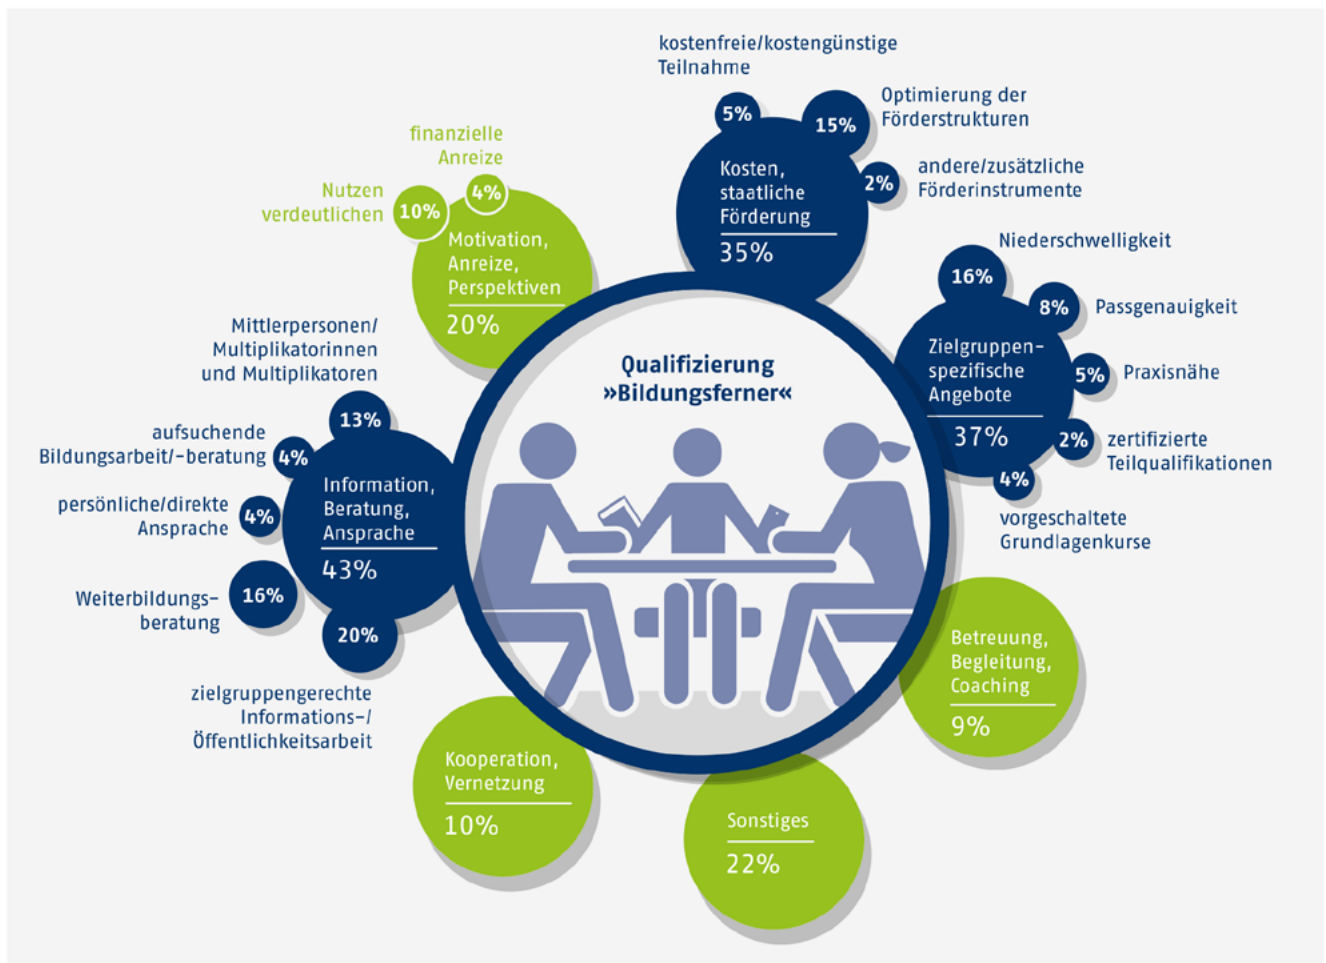 kostenfreie/kostengünstige
Teilnahme
5%
15%
Optimierung der
Förderstrukturen
2%
andere/zusätzliche
Förderinstrumente
Kosten,
staatliche
Förderung
35%
finanzielle
Anreize
4%
Nutzen
verdeutlichen
10%
Motivation,
Anreize,
Perspektiven
20%
Niederschwelligkeit
16%
8%
Passgenauigkeit
5%
Praxisnähe
2%
zertifizierte
Teilqualifikationen
4%
vorgeschaltete
Grundlagenkurse
Zielgruppen-
spezifische
Angebote
37%
Qualifizierung
»Bildungsferner«
Mittlerpersonen/
Multiplikatorinnen
und Multiplikatoren
13%
aufsuchende
Bildungsarbeit/-beratung
4%
persönliche/direkte
Ansprache
4%
Weiterbildungs-
beratung
16%
20%
zielgruppengerechte
Informations-/
Öffentlichkeitsarbeit
Information,
Beratung,
Ansprache
43%
Betreuung,
Begleitung,
Coaching
9%
Kooperation,
Vernetzung
10%
Sonstiges
22%